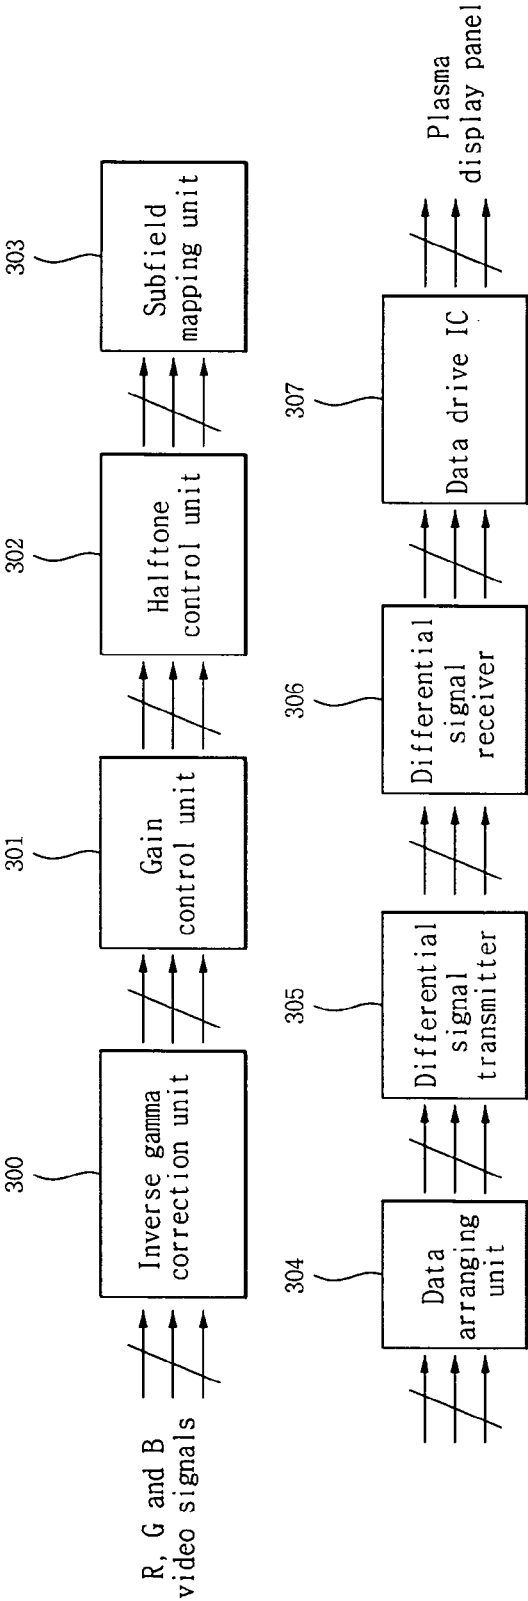 300
301
302
303
R, G and B
video signals
Inverse gamma
correction unit
Gain
control unit
Halftone
control unit
Subfield
mapping unit
304
305
306
307
Data
arranging
unit
Differential
signal
transmitter
Differential
signal
receiver
Data drive IC
Plasma
display panel